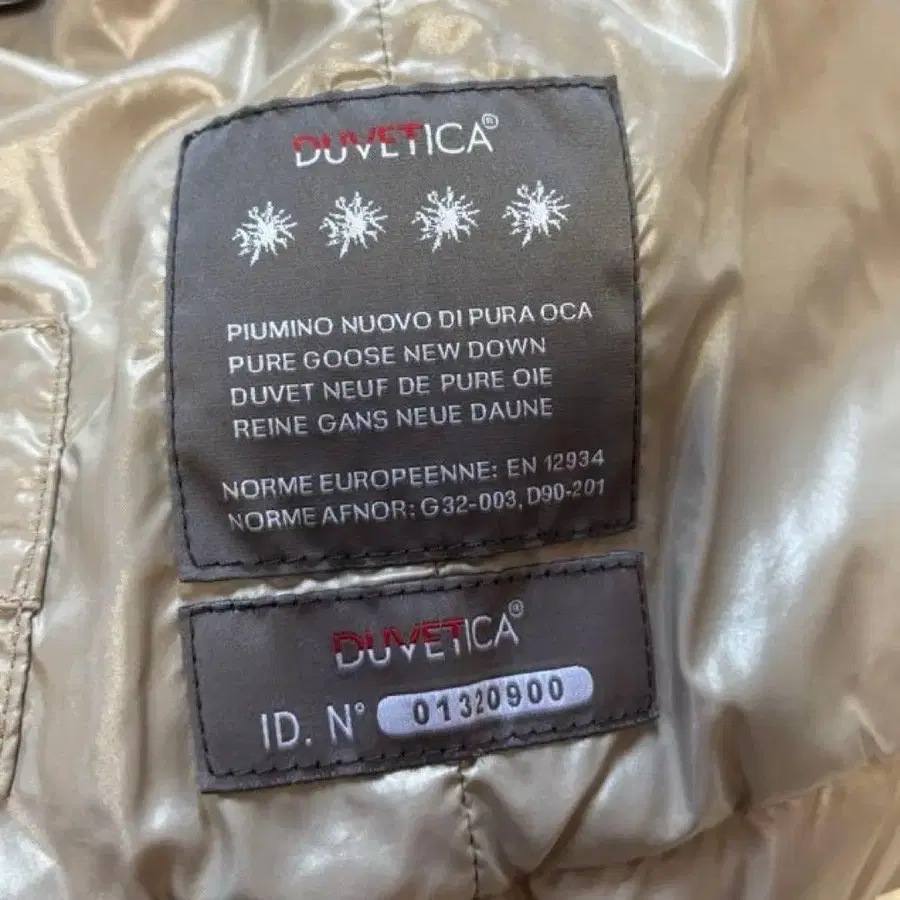 DUVETICA®
PIUMINO NUOVO DI PURA OCA
PURE GOOSE NEW DOWN
DUVET NEUF DE PURE OIE
REINE GANS NEUE DAUNE
NORME EUROPEENNE: EN 12934
NORME AFNOR: G32-003, D90-201
DUVETICA®
ID. N° 01320900